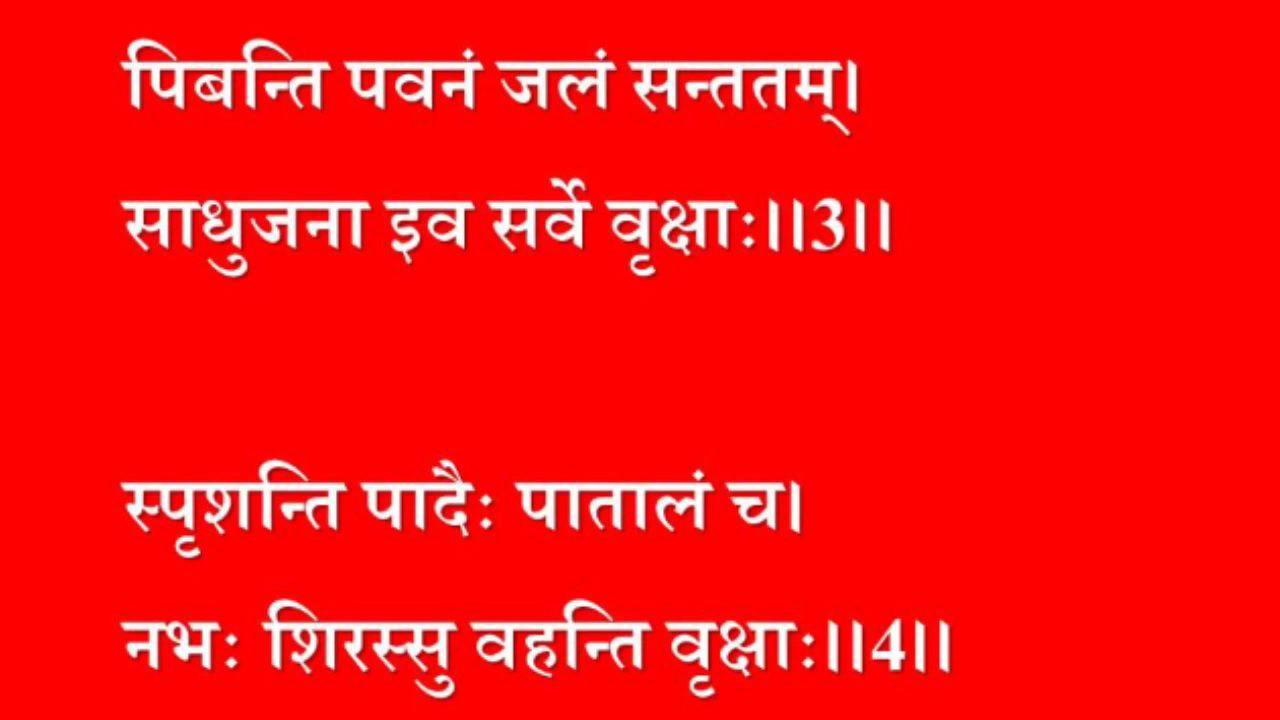 पिबन्ति पवनं जलं सन्ततम्।
साधुजना इव सर्वे वृक्षाः।।3।।
स्पृशन्ति पादैः पातालं च।
नभः शिरस्सु वहन्ति वृक्षाः।।4।।